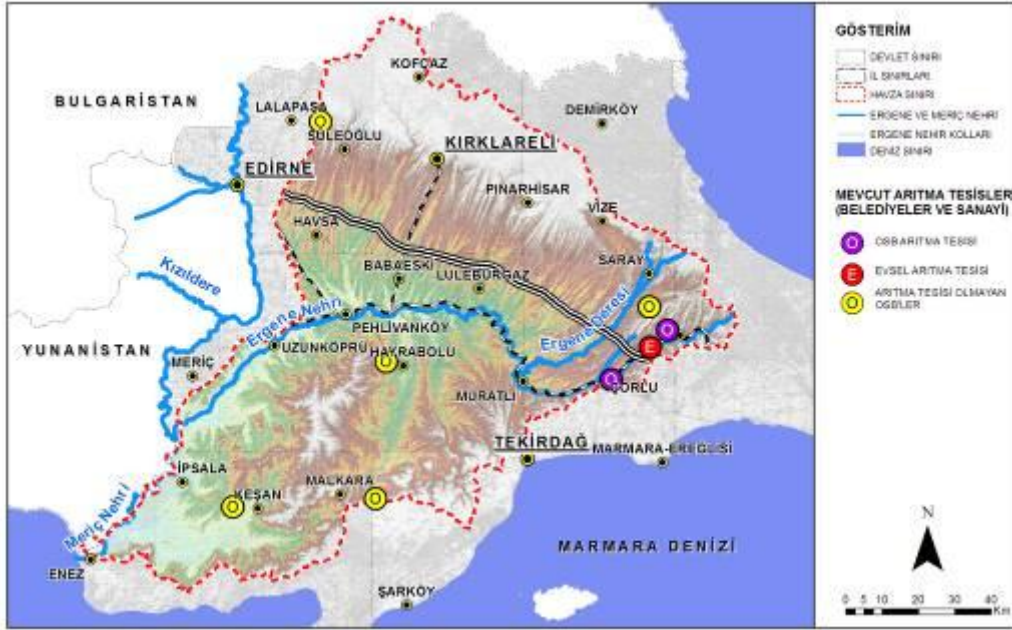 BULGARİSTAN
KOFÇAZ
LALAPAŞA
DEMİRKÖY
SÜLEOĞLU
KIRKLARELİ
EDİRNE
PINARHİSAR
VİZE
HAVSA
SARAY
BABAESKİ
LÜLEBURGAZ
Kızıldere
Ergene Nehri
Ergene Deresi
YUNANİSTAN
PEHLİVANKÖY
UZUNKÖPRÜ
HAYRABOLU
MERİÇ
MURATLI
ÇORLU
TEKİRDAĞ
MARMARA-EREĞLİSİ
İPSALA
MALKARA
KEŞAN
Meriç Nehri
MARMARA DENİZİ
ENEZ
ŞARKÖY
GÖSTERİM
DEVLET SINIRI
İL SINIRLARI
HAVZA SINIRI
ERGENE VE MERİÇ NEHRİ
ERGENE NEHİR KOLLARI
DENİZ SINIRI
MEVCUT ARITMA TESİSLER
(BELEDİYELER VE SANAYİ)
O OSB ARITMA TESİSİ
E EVSEL ARITMA TESİSİ
O ARITMA TESİSİ OLMAYAN
OSB'LER
N
0 5 10 20 30 40
Km